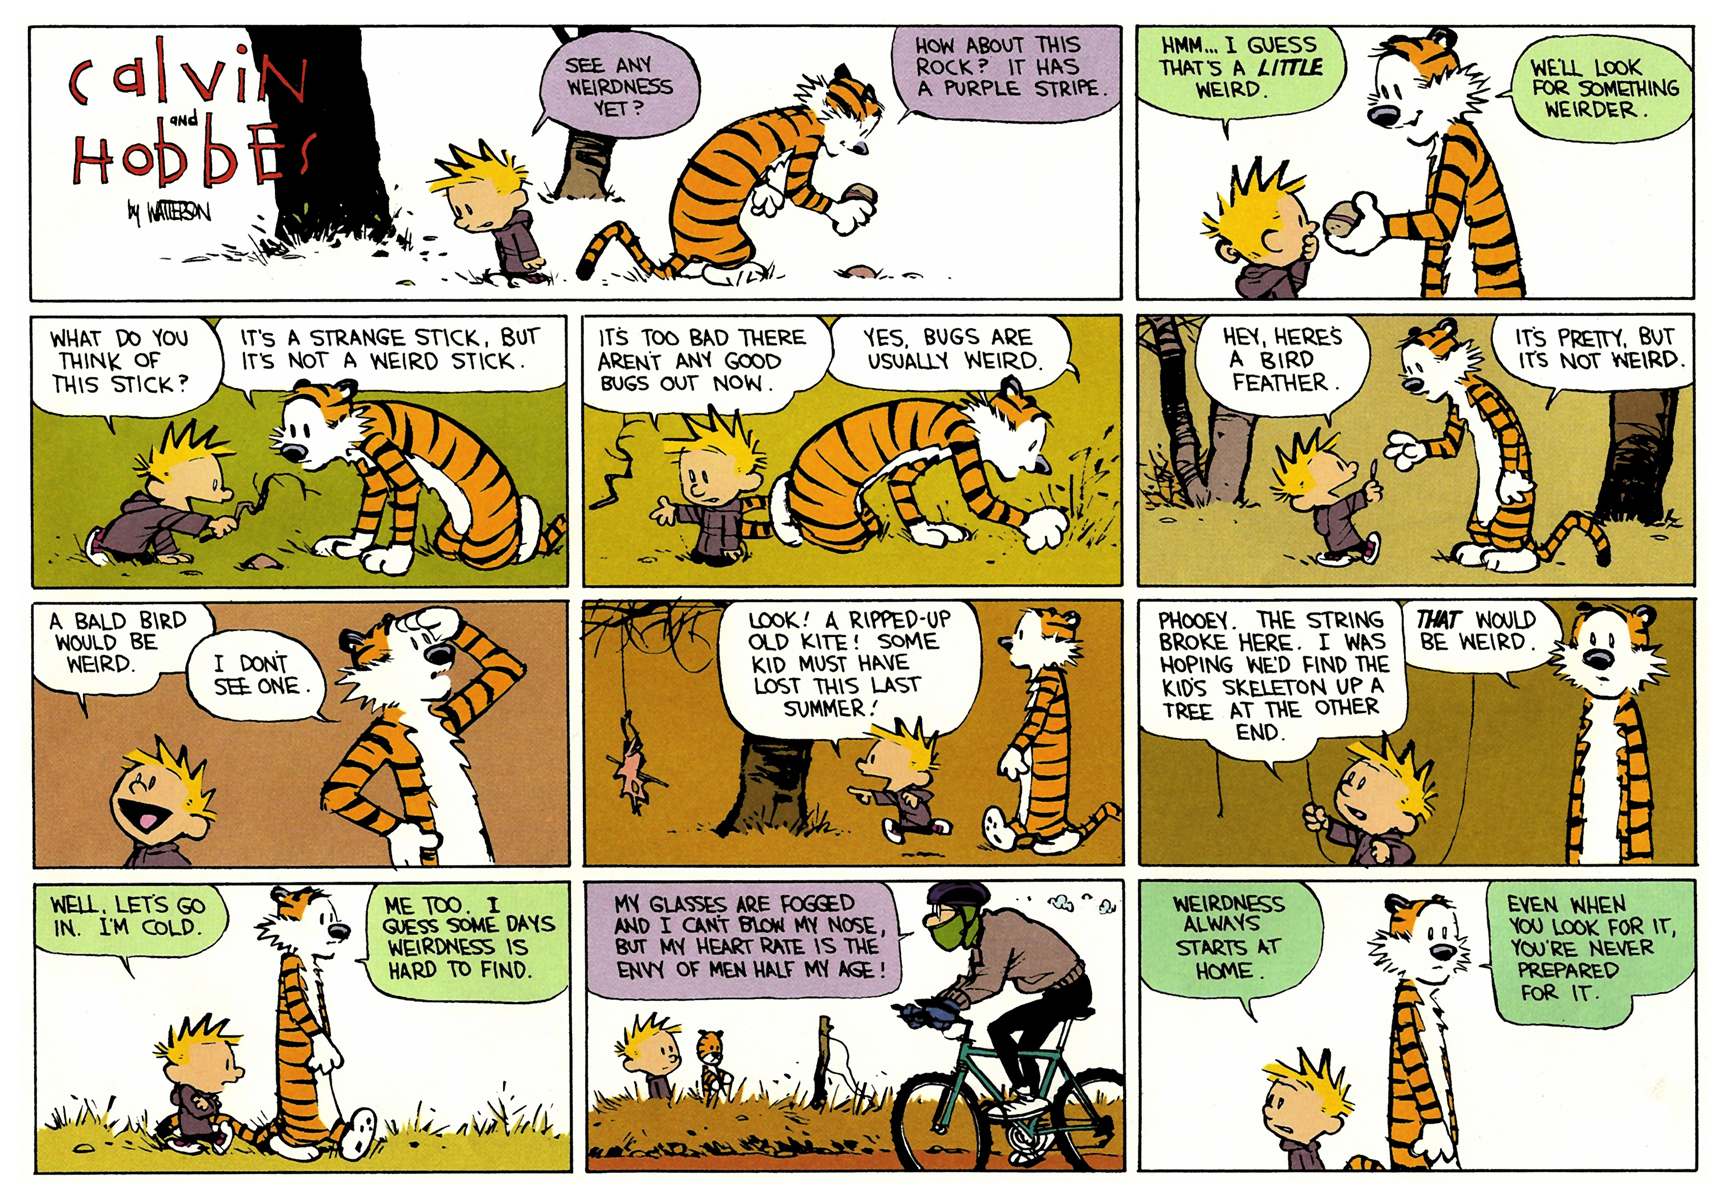 Calvin
and
HOBBES
by WATTERSON
SEE ANY
WEIRDNESS
YET?
HOW ABOUT THIS
ROCK? IT HAS
A PURPLE STRIPE.
HMM... I GUESS
THAT'S A LITTLE
WEIRD.
WE'LL LOOK
FOR SOMETHING
WEIRDER.
WHAT DO YOU
THINK OF
THIS STICK?
IT'S A STRANGE STICK, BUT
IT'S NOT A WEIRD STICK.
IT'S TOO BAD THERE
AREN'T ANY GOOD
BUGS OUT NOW.
YES, BUGS ARE
USUALLY WEIRD.
HEY, HERE'S
A BIRD
FEATHER.
IT'S PRETTY, BUT
IT'S NOT WEIRD.
A BALD BIRD
WOULD BE
WEIRD.
I DON'T
SEE ONE.
LOOK! A RIPPED-UP
OLD KITE! SOME
KID MUST HAVE
LOST THIS LAST
SUMMER!
PHOOEY. THE STRING
BROKE HERE. I WAS
HOPING WE'D FIND THE
KID'S SKELETON UP A
TREE AT THE OTHER
END.
THAT WOULD
BE WEIRD.
WELL, LET'S GO
IN. I'M COLD.
ME TOO. I
GUESS SOME DAYS
WEIRDNESS IS
HARD TO FIND.
MY GLASSES ARE FOGGED
AND I CAN'T BLOW MY NOSE,
BUT MY HEART RATE IS THE
ENVY OF MEN HALF MY AGE!
WEIRDNESS
ALWAYS
STARTS AT
HOME.
EVEN WHEN
YOU LOOK FOR IT,
YOU'RE NEVER
PREPARED
FOR IT.